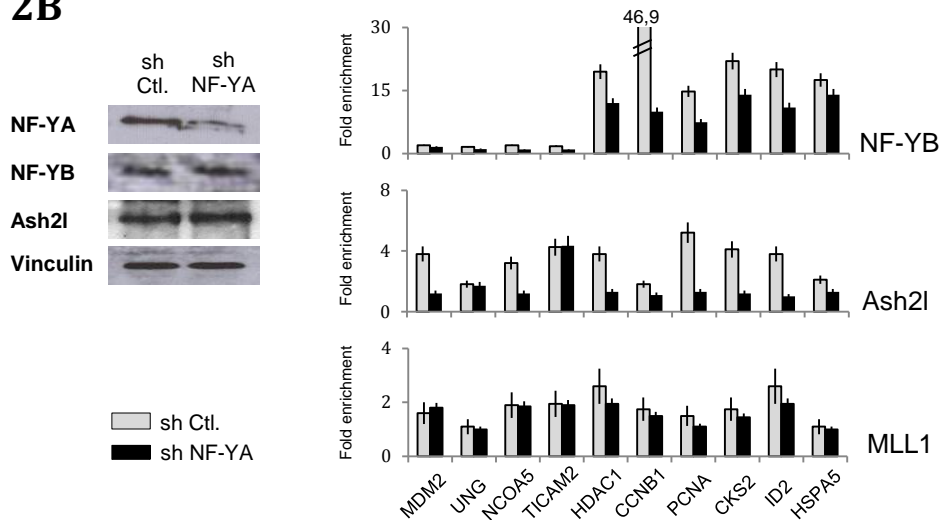 2B
sh
Ctl.
sh
NF-YA
NF-YA
NF-YB
Ash2l
Vinculin
sh Ctl.
sh NF-YA
46,9
30
15
0
Fold enrichment
NF-YB
8
4
0
Fold enrichment
Ash2l
4
2
0
Fold enrichment
MLL1
MDM2
UNG
NCOA5
TICAM2
HDAC1
CCNB1
PCNA
CKS2
ID2
HSPA5